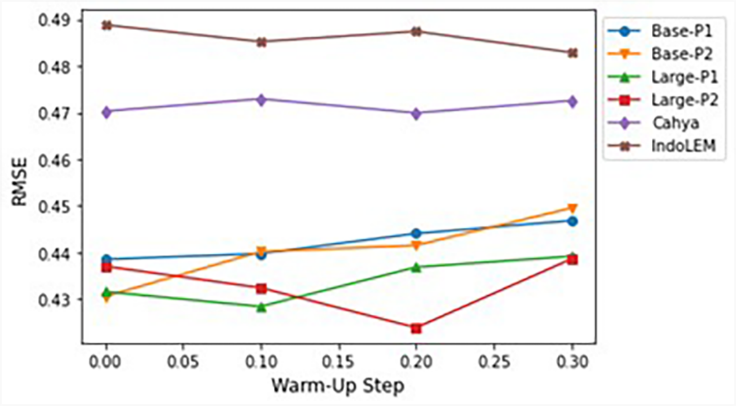 0.49
0.48
0.47
0.46
0.45
0.44
0.43
RMSE
0.00 0.05 0.10 0.15 0.20 0.25 0.30
Warm-Up Step
Base-P1
Base-P2
Large-P1
Large-P2
Cahya
IndoLEM